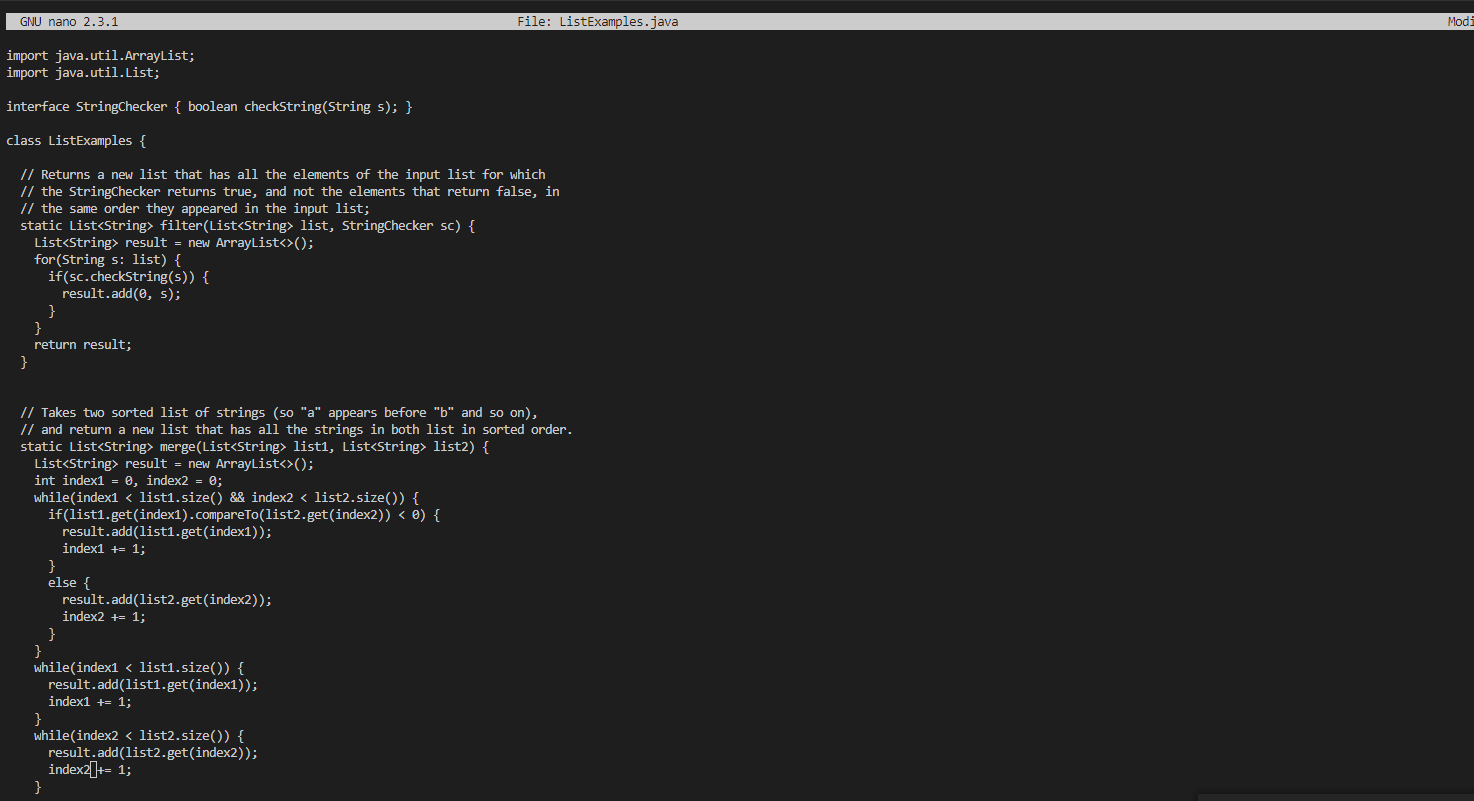 GNU nano 2.3.1 File: ListExamples.java Modi
import java.util.ArrayList;
import java.util.List;
interface StringChecker { boolean checkString(String s); }
class ListExamples {
// Returns a new list that has all the elements of the input list for which
// the StringChecker returns true, and not the elements that return false, in
// the same order they appeared in the input list;
static List<String> filter(List<String> list, StringChecker sc) {
List<String> result = new ArrayList<>();
for(String s: list) {
if(sc.checkString(s)) {
result.add(0, s);
}
}
return result;
}
// Takes two sorted list of strings (so "a" appears before "b" and so on),
// and return a new list that has all the strings in both list in sorted order.
static List<String> merge(List<String> list1, List<String> list2) {
List<String> result = new ArrayList<>();
int index1 = 0, index2 = 0;
while(index1 < list1.size() && index2 < list2.size()) {
if(list1.get(index1).compareTo(list2.get(index2)) < 0) {
result.add(list1.get(index1));
index1 += 1;
}
else {
result.add(list2.get(index2));
index2 += 1;
}
}
while(index1 < list1.size()) {
result.add(list1.get(index1));
index1 += 1;
}
while(index2 < list2.size()) {
result.add(list2.get(index2));
index2 += 1;
}